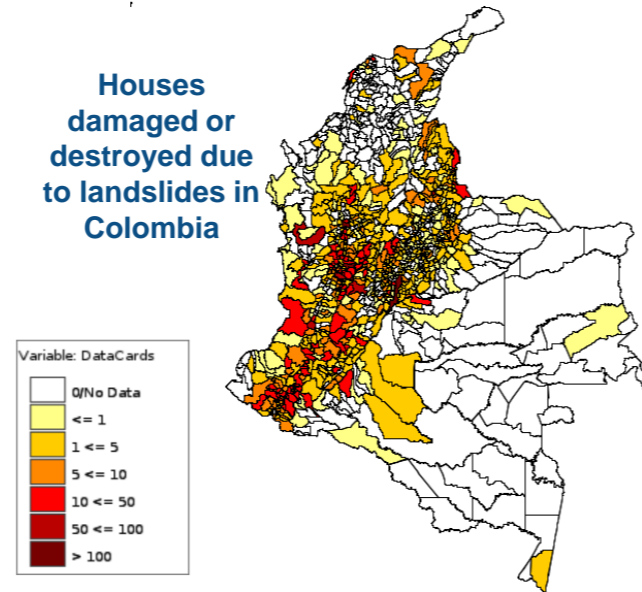 Houses
damaged or
destroyed due
to landslides in
Colombia
Variable: DataCards
0/No Data
<= 1
1 <= 5
5 <= 10
10 <= 50
50 <= 100
> 100